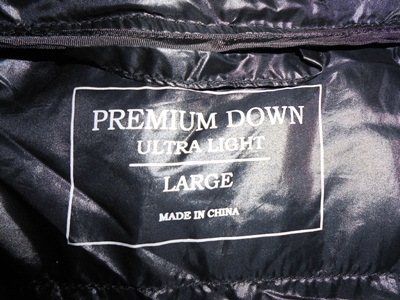 PREMIUM DOWN
ULTRA LIGHT
LARGE
MADE IN CHINA